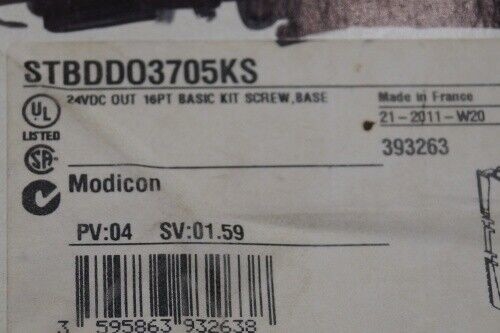 STBDDO3705KS
24VDC OUT 16PT BASIC KIT SCREW,BASE
Made in France
21-2011-W20
UL
LISTED
393263
SA
Modicon
PV:04 SV:01.59
3 595863 932638